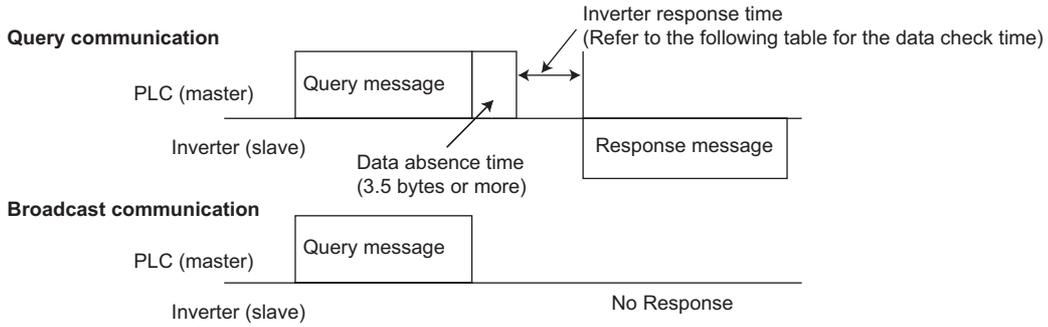 Inverter response time
(Refer to the following table for the data check time)
Query communication
PLC (master)
Query message
Inverter (slave)
Response message
Data absence time
(3.5 bytes or more)
Broadcast communication
PLC (master)
Query message
Inverter (slave)
No Response